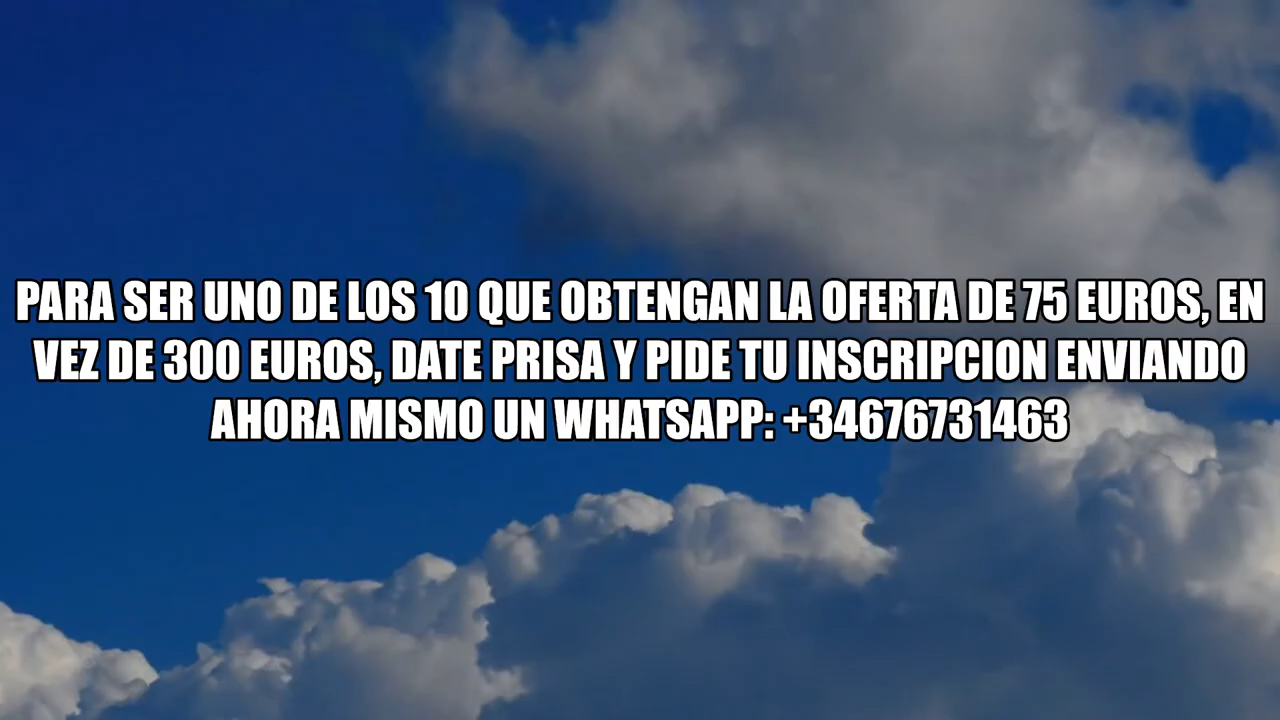 PARA SER UNO DE LOS 10 QUE OBTENGAN LA OFERTA DE 75 EUROS, EN
VEZ DE 300 EUROS, DATE PRISA Y PIDE TU INSCRIPCION ENVIANDO
AHORA MISMO UN WHATSAPP: +34676731463